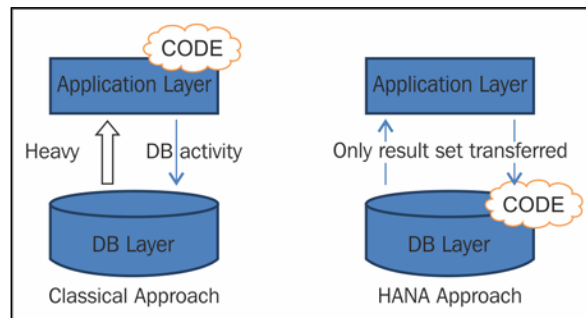 CODE
Application Layer
Heavy
DB activity
DB Layer
Classical Approach
Application Layer
Only result set transferred
CODE
DB Layer
HANA Approach